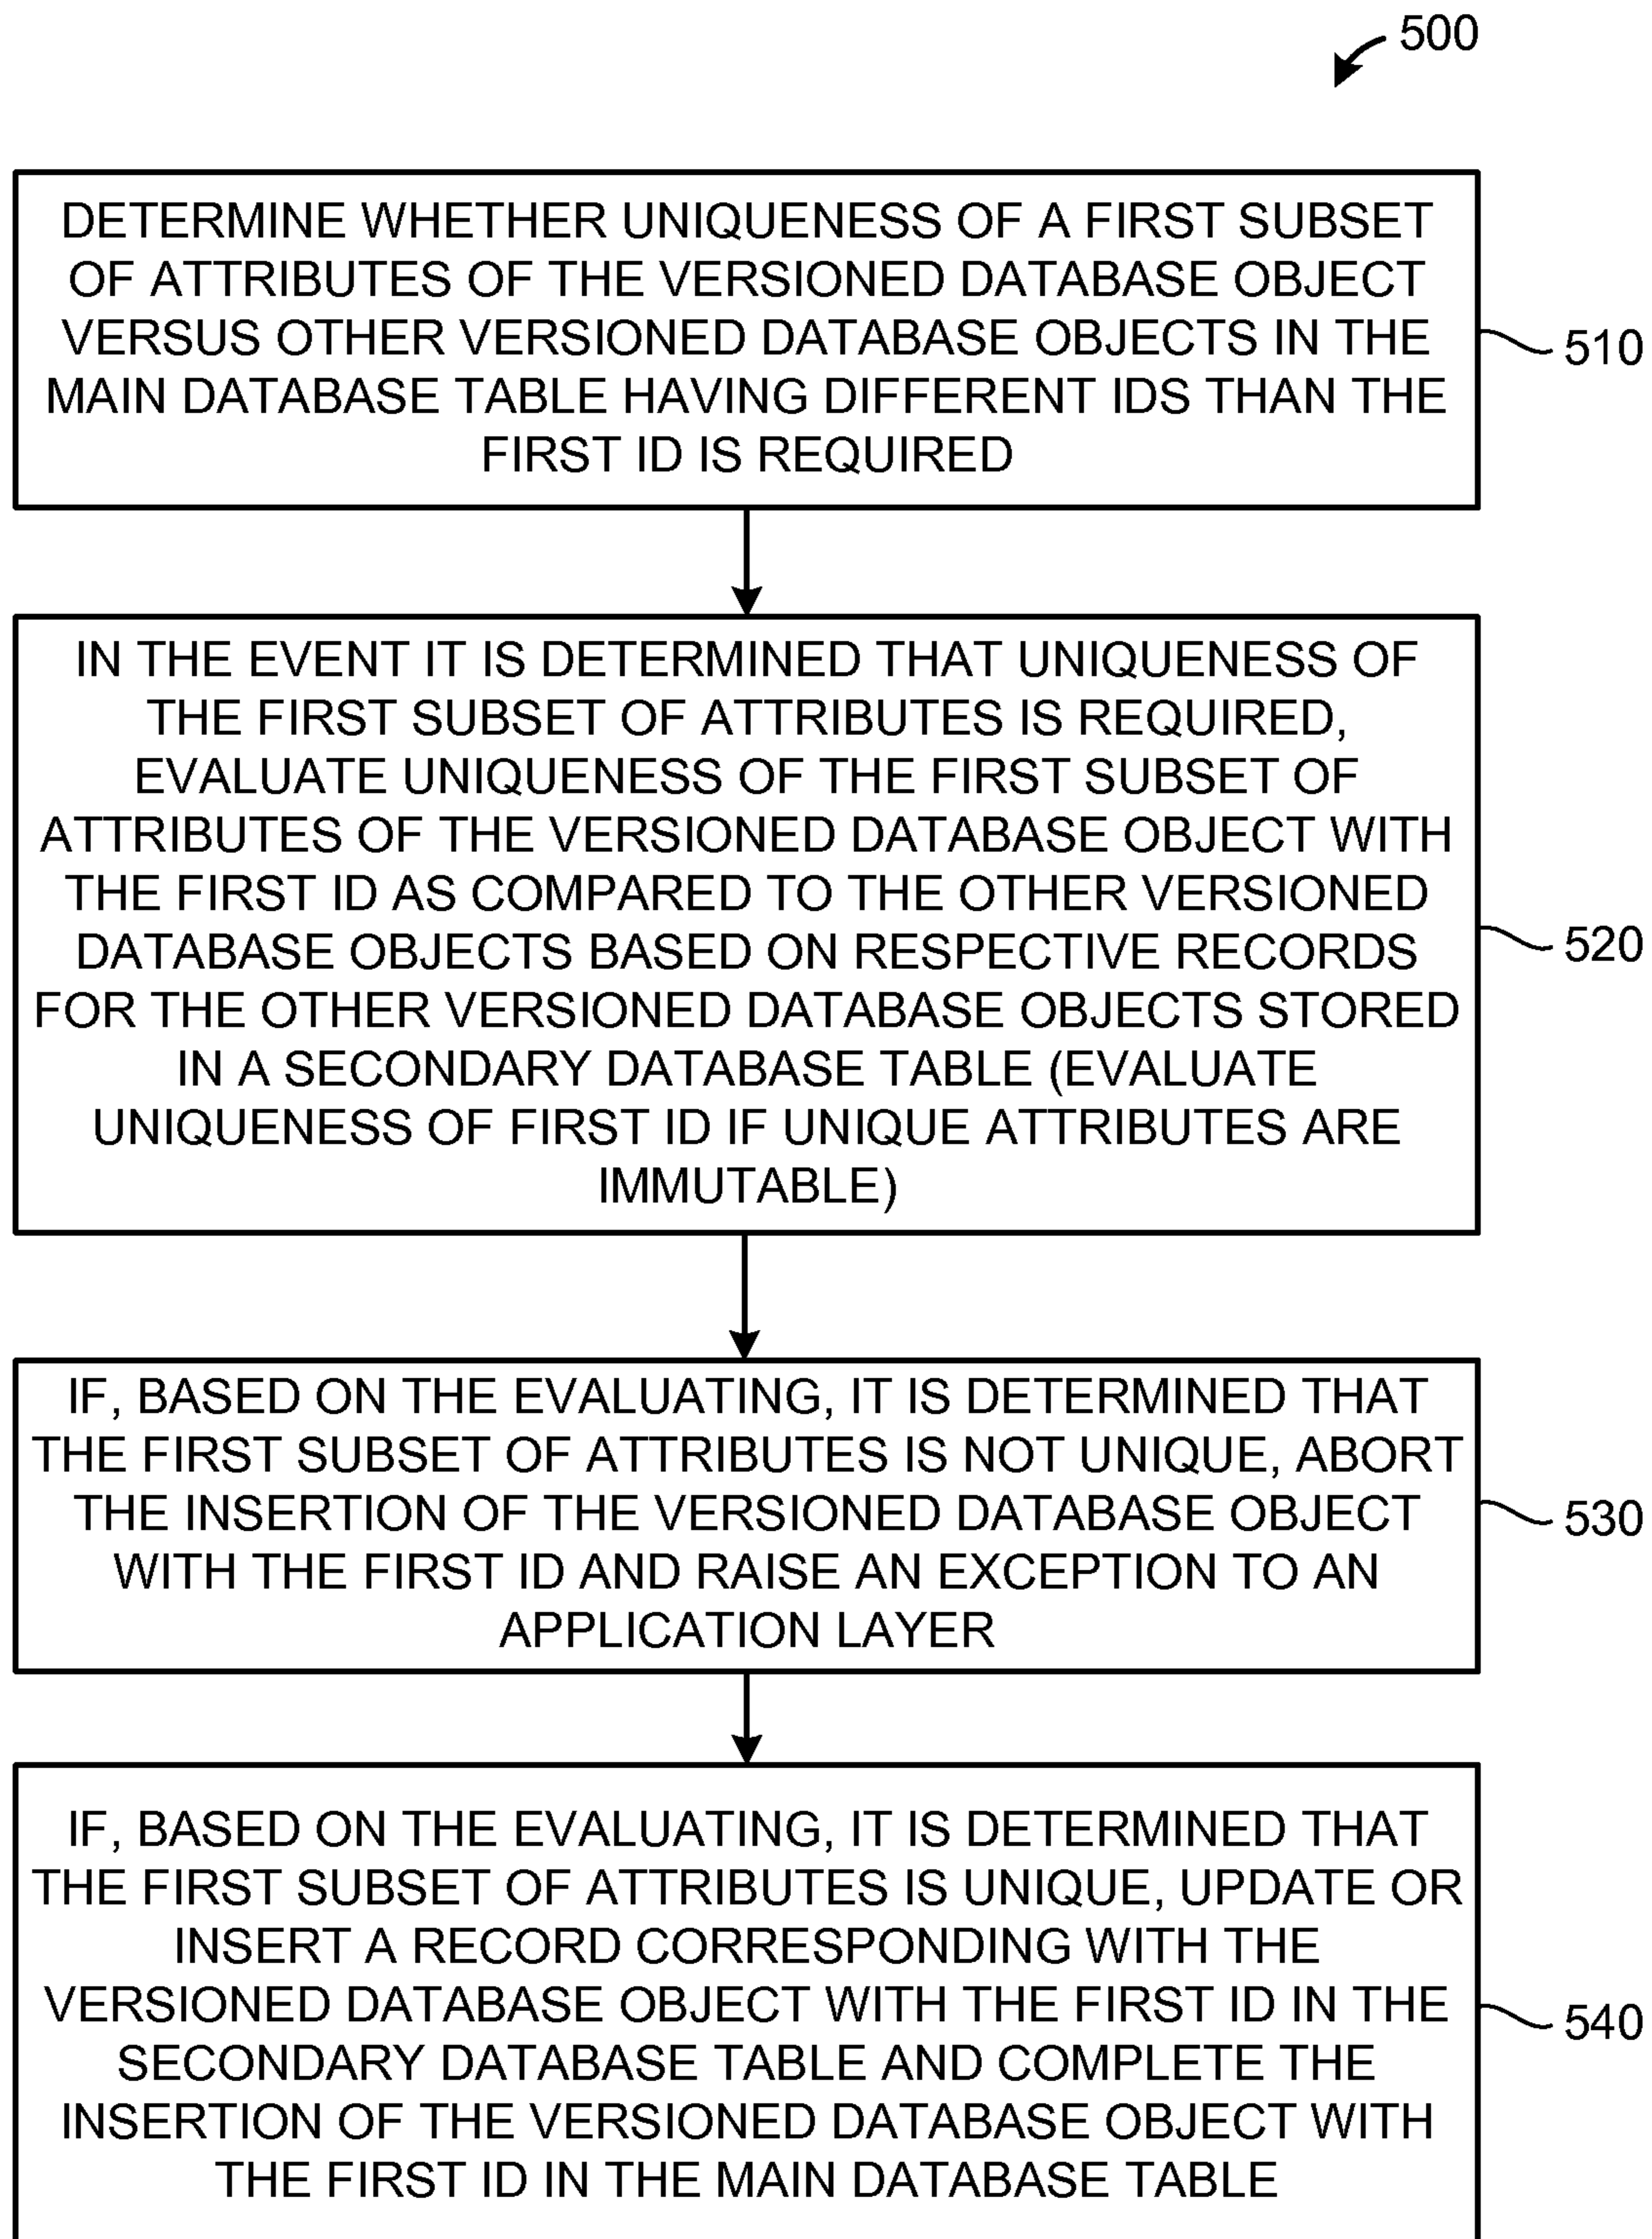 500
DETERMINE WHETHER UNIQUENESS OF A FIRST SUBSET
OF ATTRIBUTES OF THE VERSIONED DATABASE OBJECT
VERSUS OTHER VERSIONED DATABASE OBJECTS IN THE
MAIN DATABASE TABLE HAVING DIFFERENT IDS THAN THE
FIRST ID IS REQUIRED
510
IN THE EVENT IT IS DETERMINED THAT UNIQUENESS OF
THE FIRST SUBSET OF ATTRIBUTES IS REQUIRED,
EVALUATE UNIQUENESS OF THE FIRST SUBSET OF
ATTRIBUTES OF THE VERSIONED DATABASE OBJECT WITH
THE FIRST ID AS COMPARED TO THE OTHER VERSIONED
DATABASE OBJECTS BASED ON RESPECTIVE RECORDS
FOR THE OTHER VERSIONED DATABASE OBJECTS STORED
IN A SECONDARY DATABASE TABLE (EVALUATE
UNIQUENESS OF FIRST ID IF UNIQUE ATTRIBUTES ARE
IMMUTABLE)
520
IF, BASED ON THE EVALUATING, IT IS DETERMINED THAT
THE FIRST SUBSET OF ATTRIBUTES IS NOT UNIQUE, ABORT
THE INSERTION OF THE VERSIONED DATABASE OBJECT
WITH THE FIRST ID AND RAISE AN EXCEPTION TO AN
APPLICATION LAYER
530
IF, BASED ON THE EVALUATING, IT IS DETERMINED THAT
THE FIRST SUBSET OF ATTRIBUTES IS UNIQUE, UPDATE OR
INSERT A RECORD CORRESPONDING WITH THE
VERSIONED DATABASE OBJECT WITH THE FIRST ID IN THE
SECONDARY DATABASE TABLE AND COMPLETE THE
INSERTION OF THE VERSIONED DATABASE OBJECT WITH
THE FIRST ID IN THE MAIN DATABASE TABLE
540